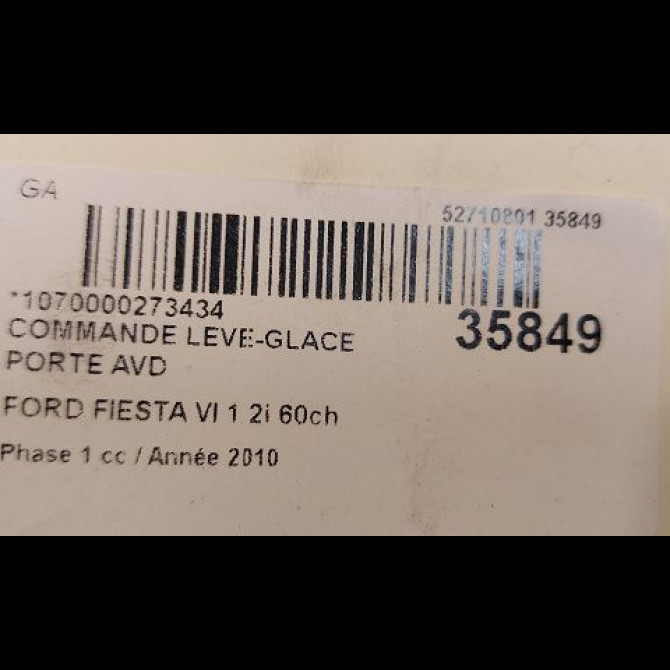 GA
52710801 35849
*1070000273434
35849
COMMANDE LEVE-GLACE
PORTE AVD
FORD FIESTA VI 1 2i 60ch
Phase 1 cc / Année 2010